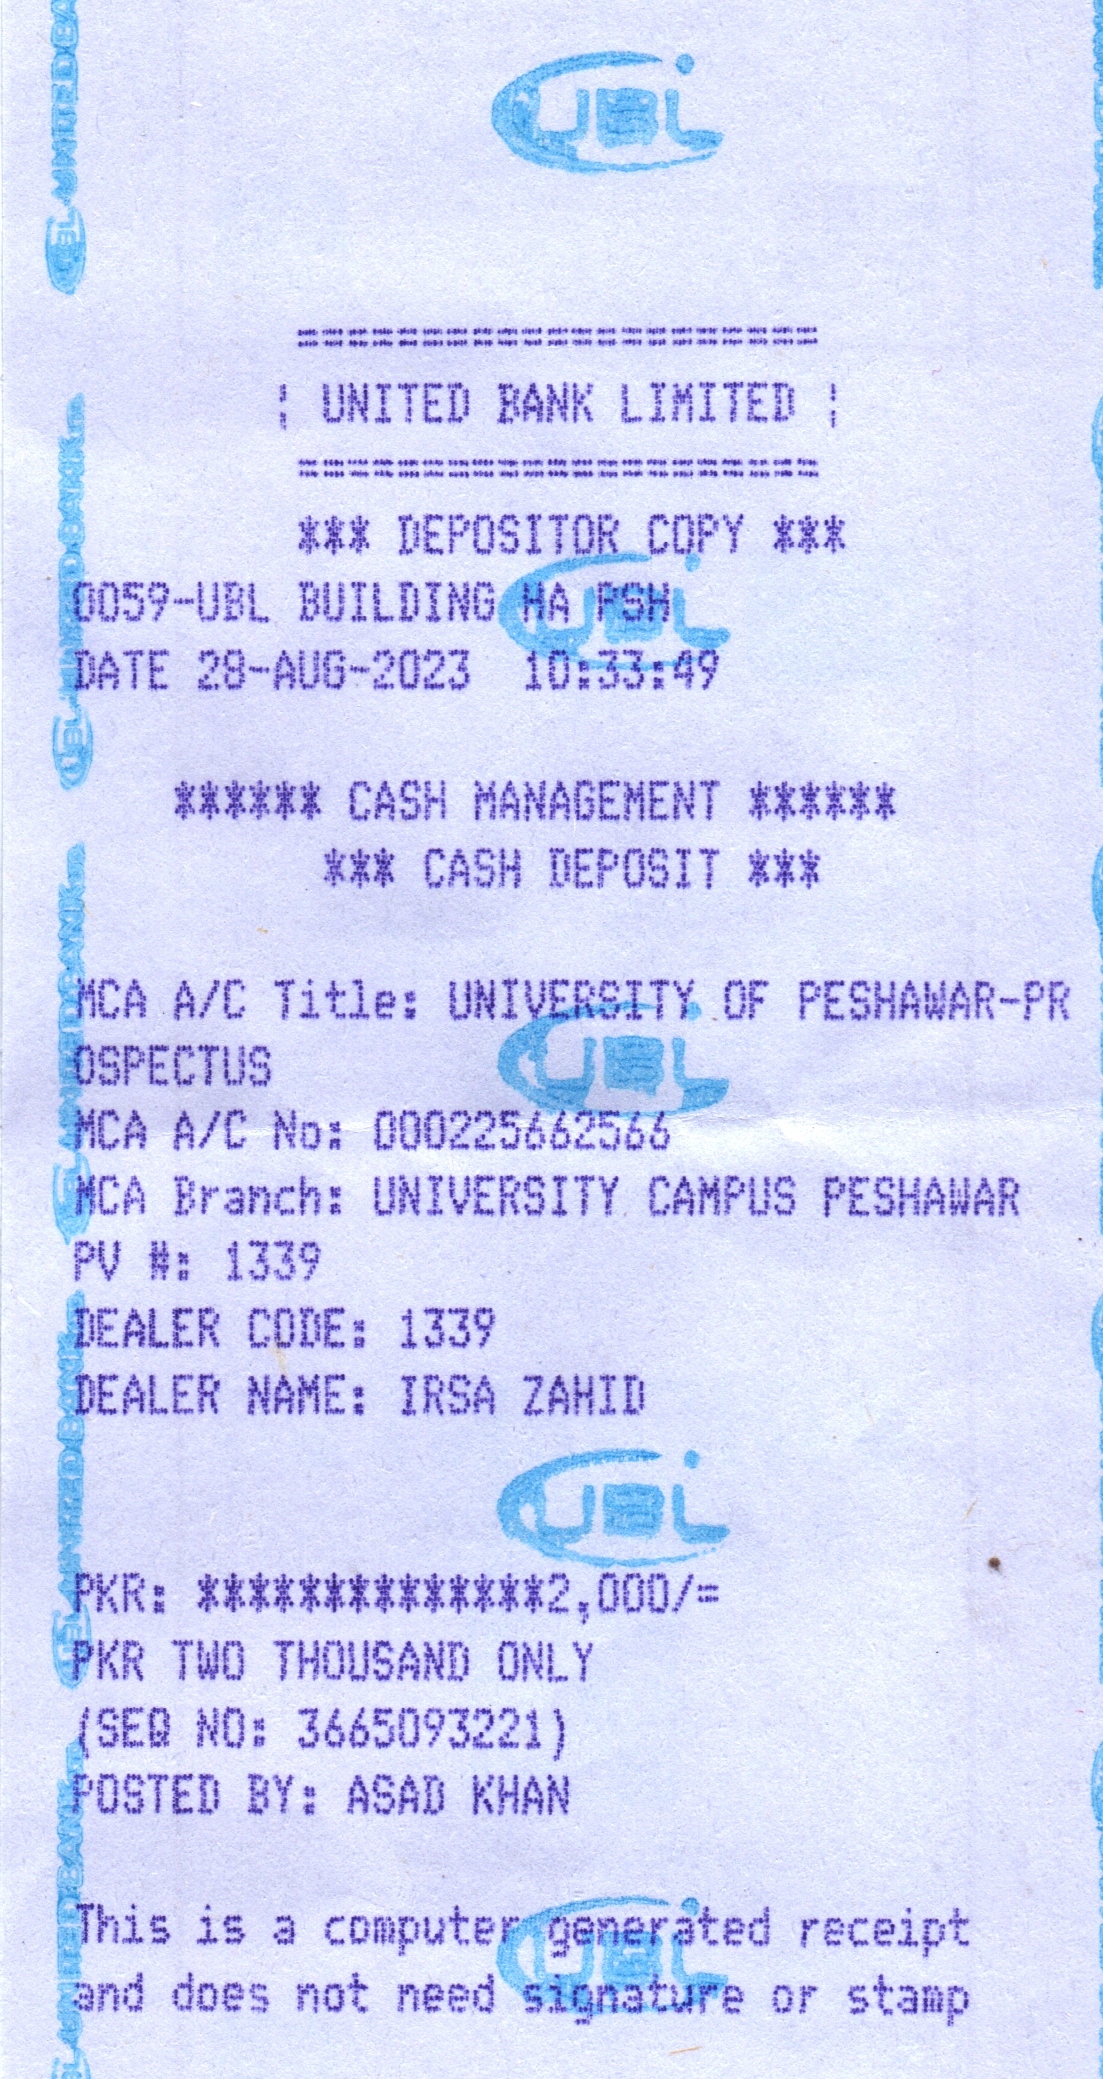 UBL
=====================
¦ UNITED BANK LIMITED ¦
=====================
*** DEPOSITOR COPY ***
0059-UBL BUILDING HA PSH
DATE 28-AUG-2023  10:33:49
****** CASH MANAGEMENT ******
*** CASH DEPOSIT ***
MCA A/C Title: UNIVERSITY OF PESHAWAR-PR
OSPECTUS
MCA A/C No: 000225662566
MCA Branch: UNIVERSITY CAMPUS PESHAWAR
PV #: 1339
DEALER CODE: 1339
DEALER NAME: IRSA ZAHID
UBL
PKR: **************2,000/=
PKR TWO THOUSAND ONLY
(SEQ NO: 3665093221)
POSTED BY: ASAD KHAN
This is a computer generated receipt
and does not need signature or stamp